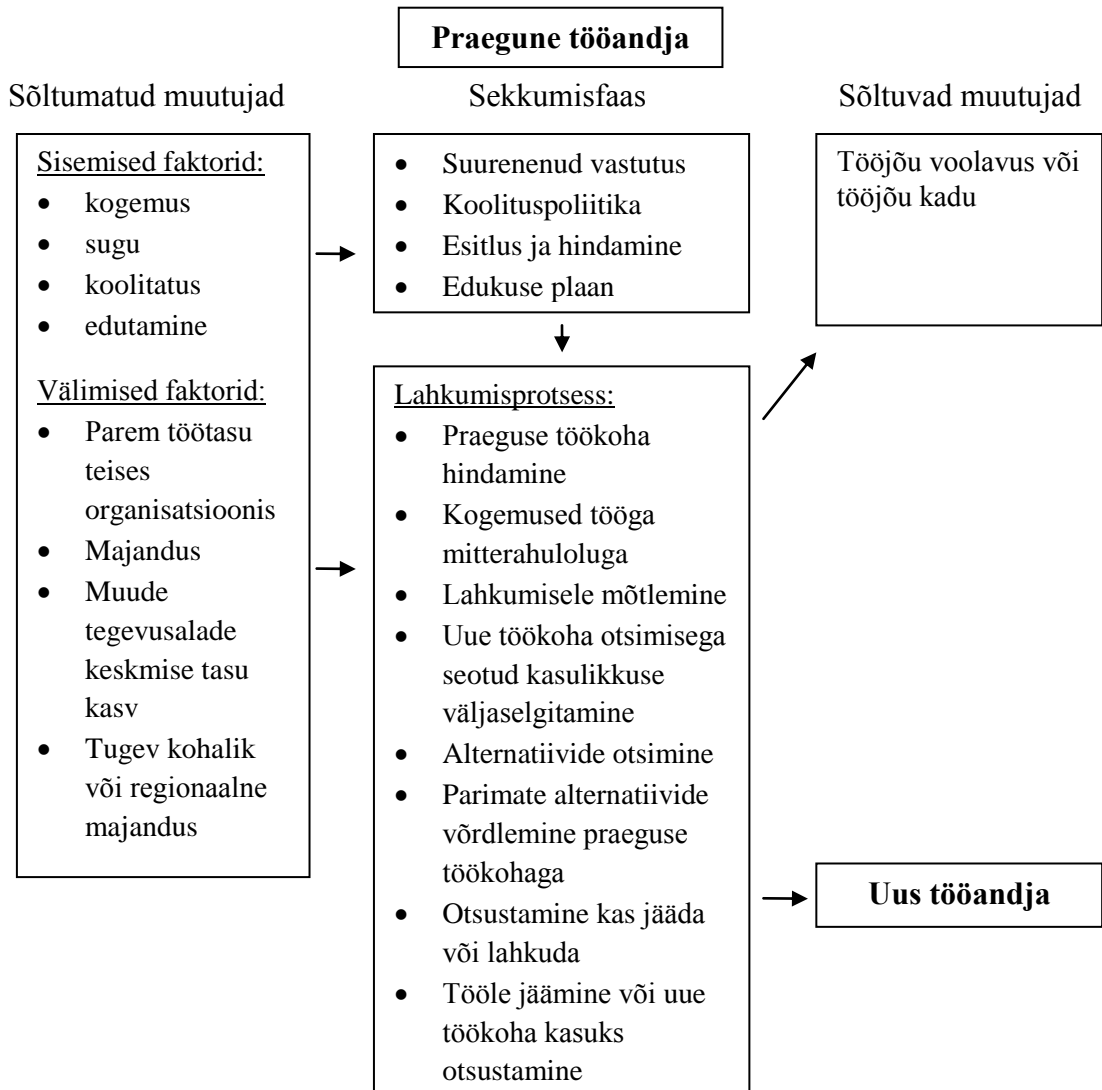 Praegune tööandja
Sõltumatud muutujad
Sekkumisfaas
Sõltuvad muutujad
Sisemised faktorid:
• kogemus
• sugu
• koolitatus
• edutamine
Välimised faktorid:
• Parem töötasu
teises
organisatsioonis
• Majandus
• Muude
tegevusalade
keskmise tasu
kasv
• Tugev kohalik
või regionaalne
majandus
• Suurenenud vastutus
• Koolituspoliitika
• Esitlus ja hindamine
• Edukuse plaan
Lahkumisprotsess:
• Praeguse töökoha
hindamine
• Kogemused tööga
mitterahuloluga
• Lahkumisele mõtlemine
• Uue töökoha otsimisega
seotud kasulikkuse
väljaselgitamine
• Alternatiivide otsimine
• Parimate alternatiivide
võrdlemine praeguse
töökohaga
• Otsustamine kas jääda
või lahkuda
• Tööle jäämine või uue
töökoha kasuks
otsustamine
Tööjõu voolavus või
tööjõu kadu
Uus tööandja